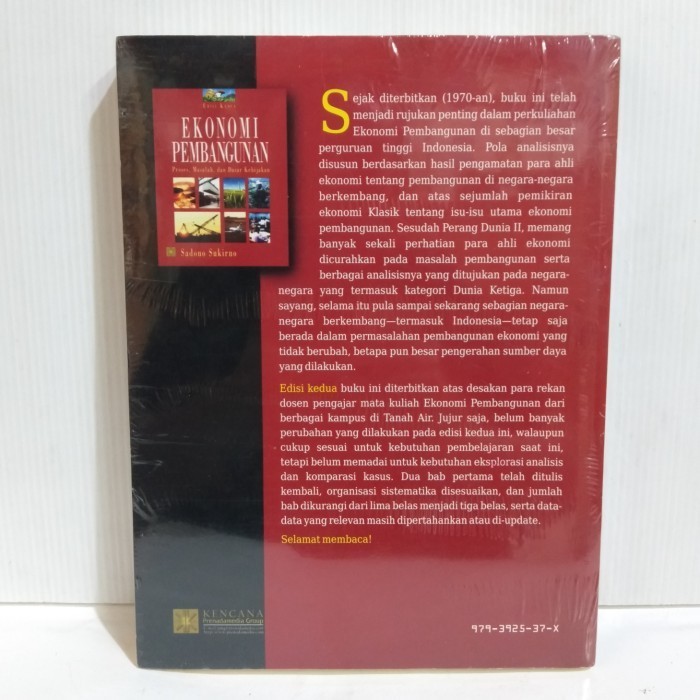 Edisi Kedua
EKONOMI
PEMBANGUNAN
Proses, Masalah, dan Dasar Kebijakan
Sadono Sukirno
Sejak diterbitkan (1970-an), buku ini telah
menjadi rujukan penting dalam perkuliahan
Ekonomi Pembangunan di sebagian besar
perguruan tinggi Indonesia. Pola analisisnya
disusun berdasarkan hasil pengamatan para ahli
ekonomi tentang pembangunan di negara-negara
berkembang, dan atas sejumlah pemikiran
ekonomi Klasik tentang isu-isu utama ekonomi
pembangunan. Sesudah Perang Dunia II, memang
banyak sekali perhatian para ahli ekonomi
dicurahkan pada masalah pembangunan serta
berbagai analisisnya yang ditujukan pada negara-
negara yang termasuk kategori Dunia Ketiga. Namun
sayang, selama itu pula sampai sekarang sebagian negara-
negara berkembang—termasuk Indonesia—tetap saja
berada dalam permasalahan pembangunan ekonomi yang
tidak berubah, betapa pun besar pengerahan sumber daya
yang dilakukan.
Edisi kedua buku ini diterbitkan atas desakan para rekan
dosen pengajar mata kuliah Ekonomi Pembangunan dari
berbagai kampus di Tanah Air. Jujur saja, belum banyak
perubahan yang dilakukan pada edisi kedua ini, walaupun
cukup sesuai untuk kebutuhan pembelajaran saat ini,
tetapi belum memadai untuk kebutuhan eksplorasi analisis
dan komparasi kasus. Dua bab pertama telah ditulis
kembali, organisasi sistematika disesuaikan, dan jumlah
bab dikurangi dari lima belas menjadi tiga belas, serta data-
data yang relevan masih dipertahankan atau di-update.
Selamat membaca!
KENCANA
Prenadamedia Group
979-3925-37-X